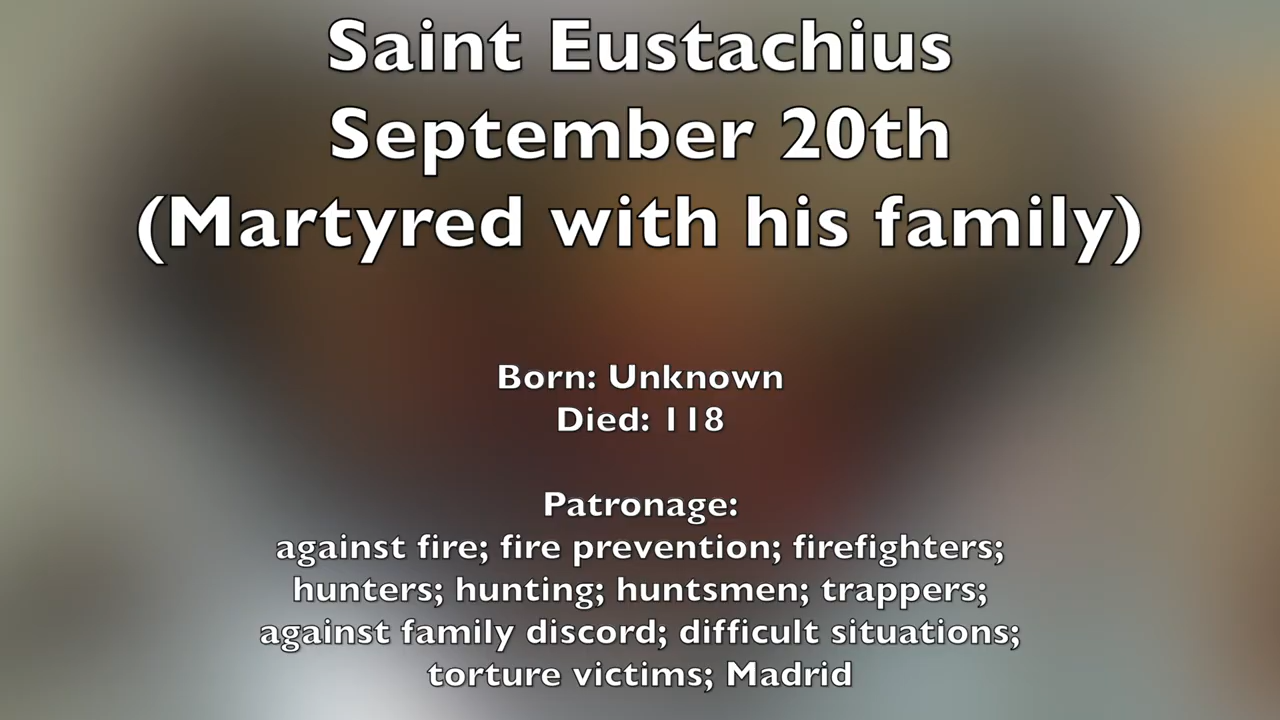 Saint Eustachius
September 20th
(Martyred with his family)
Born: Unknown
Died: 118
Patronage:
against fire; fire prevention; firefighters;
hunters; hunting; huntsmen; trappers;
against family discord; difficult situations;
torture victims; Madrid